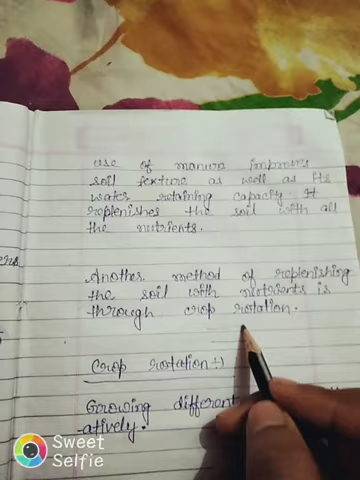 use of manure improves
soil texture as well as its
water retaining capacity. It
replenishes the soil with all
the nutrients.
Another method of replenishing
the soil with nutrients is
through crop rotation.
Crop rotation:-)
Growing different
atively.
Sweet
Selfie